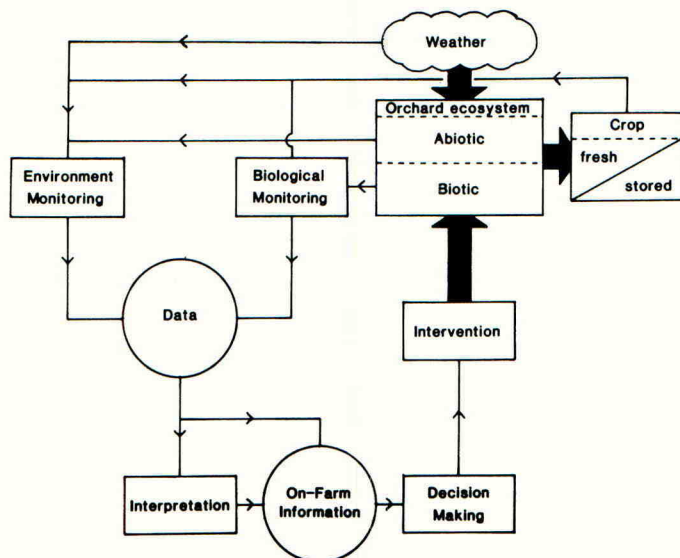 Weather
Orchard ecosystem
Abiotic
Biotic
Crop
fresh
stored
Environment
Monitoring
Biological
Monitoring
Data
Intervention
Interpretation
On-Farm
Information
Decision
Making